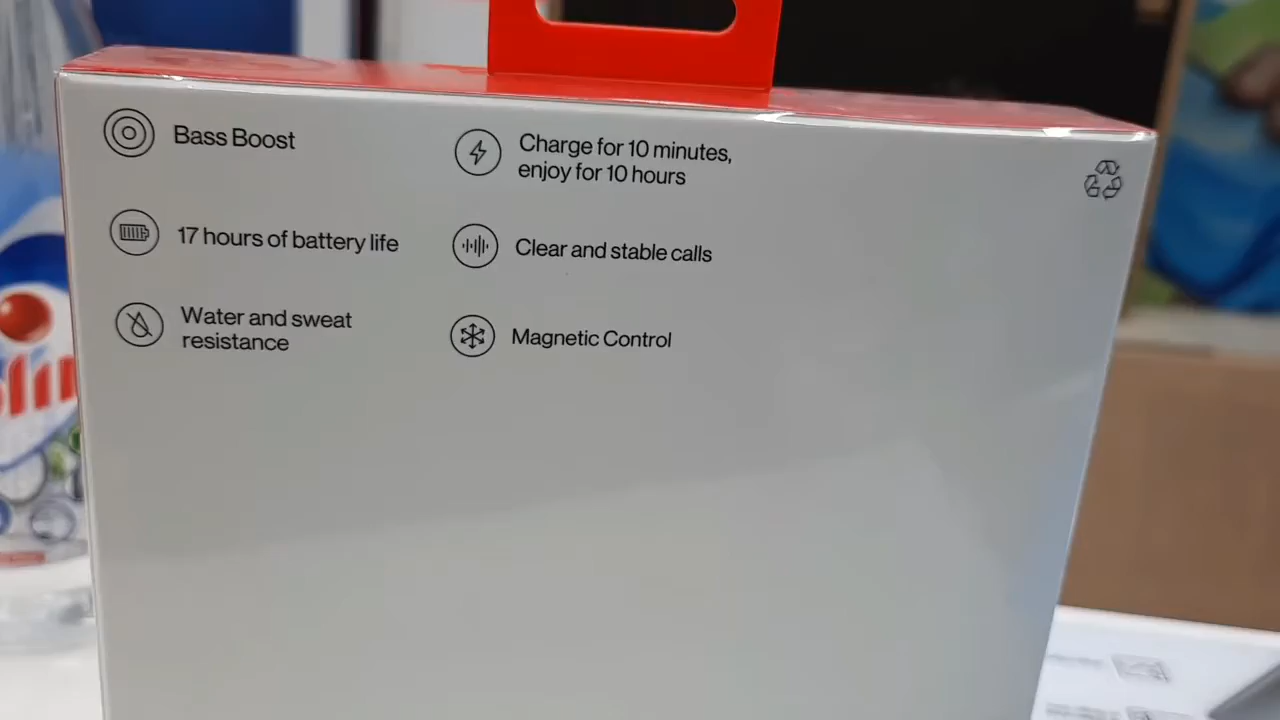 Bass Boost
Charge for 10 minutes,
enjoy for 10 hours
17 hours of battery life
Clear and stable calls
Water and sweat
resistance
Magnetic Control